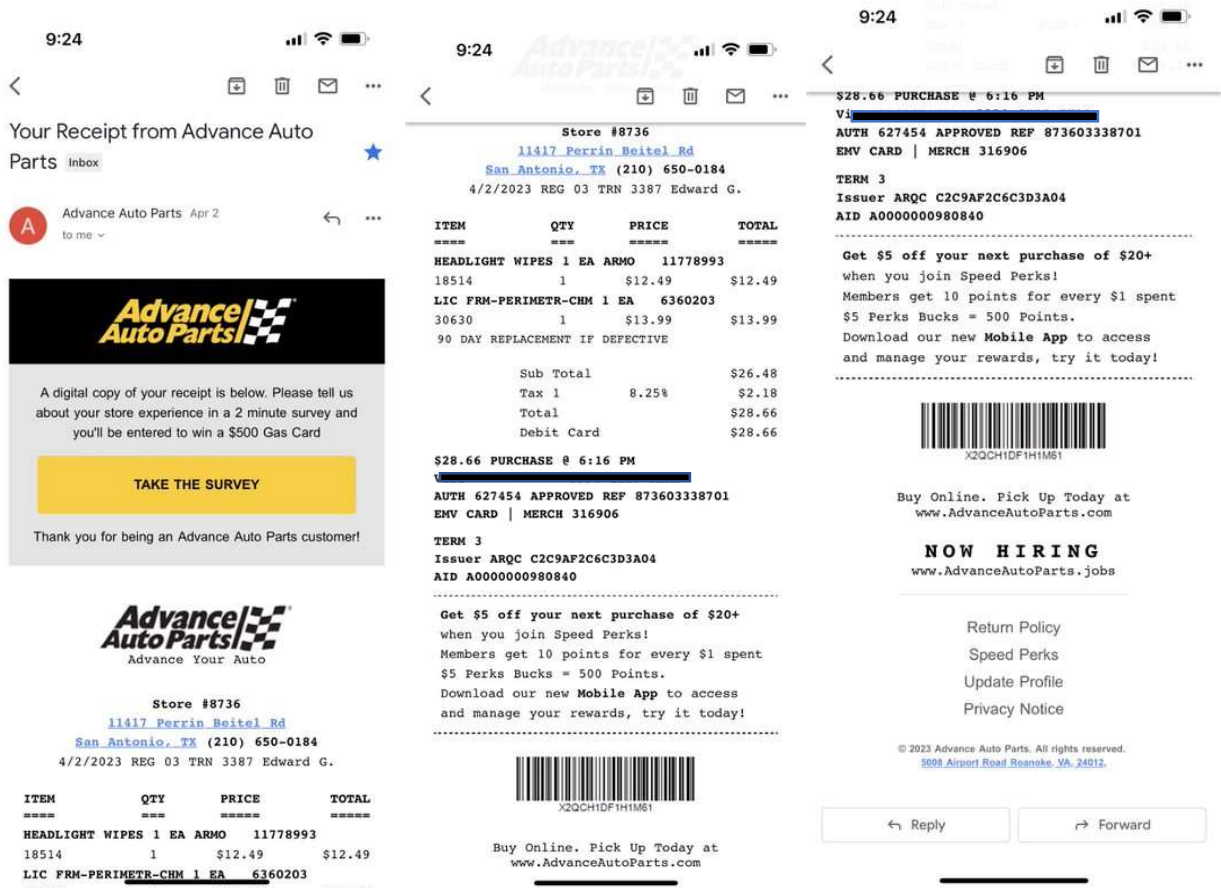 9:24
Your Receipt from Advance Auto
Parts Inbox
A
Advance Auto Parts Apr 2
to me
Advance
Auto Parts
A digital copy of your receipt is below. Please tell us
about your store experience in a 2 minute survey and
you'll be entered to win a $500 Gas Card
TAKE THE SURVEY
Thank you for being an Advance Auto Parts customer!
Advance
Auto Parts
Advance Your Auto
Store #8736
11417 Perrin Beitel Rd
San Antonio, TX (210) 650-0184
4/2/2023 REG 03 TRN 3387 Edward G.
ITEM QTY PRICE TOTAL
==== === ===== =====
HEADLIGHT WIPES 1 EA ARMO 11778993
18514 1 $12.49 $12.49
LIC FRM-PERIMETR-CHM 1 EA 6360203
9:24
Advance
Auto Parts
Store #8736
11417 Perrin Beitel Rd
San Antonio, TX (210) 650-0184
4/2/2023 REG 03 TRN 3387 Edward G.
ITEM QTY PRICE TOTAL
==== === ===== =====
HEADLIGHT WIPES 1 EA ARMO 11778993
18514 1 $12.49 $12.49
LIC FRM-PERIMETR-CHM 1 EA 6360203
30630 1 $13.99 $13.99
90 DAY REPLACEMENT IF DEFECTIVE
Sub Total $26.48
Tax 1 8.25% $2.18
Total $28.66
Debit Card $28.66
$28.66 PURCHASE @ 6:16 PM
AUTH 627454 APPROVED REF 873603338701
EMV CARD | MERCH 316906
TERM 3
Issuer ARQC C2C9AF2C6C3D3A04
AID A0000000980840
Get $5 off your next purchase of $20+
when you join Speed Perks!
Members get 10 points for every $1 spent
$5 Perks Bucks = 500 Points.
Download our new Mobile App to access
and manage your rewards, try it today!
X2QCH1DF1H1M61
Buy Online. Pick Up Today at
www.AdvanceAutoParts.com
9:24
$28.66 PURCHASE @ 6:16 PM
Vi
AUTH 627454 APPROVED REF 873603338701
EMV CARD | MERCH 316906
TERM 3
Issuer ARQC C2C9AF2C6C3D3A04
AID A0000000980840
Get $5 off your next purchase of $20+
when you join Speed Perks!
Members get 10 points for every $1 spent
$5 Perks Bucks = 500 Points.
Download our new Mobile App to access
and manage your rewards, try it today!
X2QCH1DF1H1M61
Buy Online. Pick Up Today at
www.AdvanceAutoParts.com
NOW HIRING
www.AdvanceAutoParts.jobs
Return Policy
Speed Perks
Update Profile
Privacy Notice
© 2023 Advance Auto Parts. All rights reserved.
5008 Airport Road Roanoke, VA, 24012.
Reply Forward